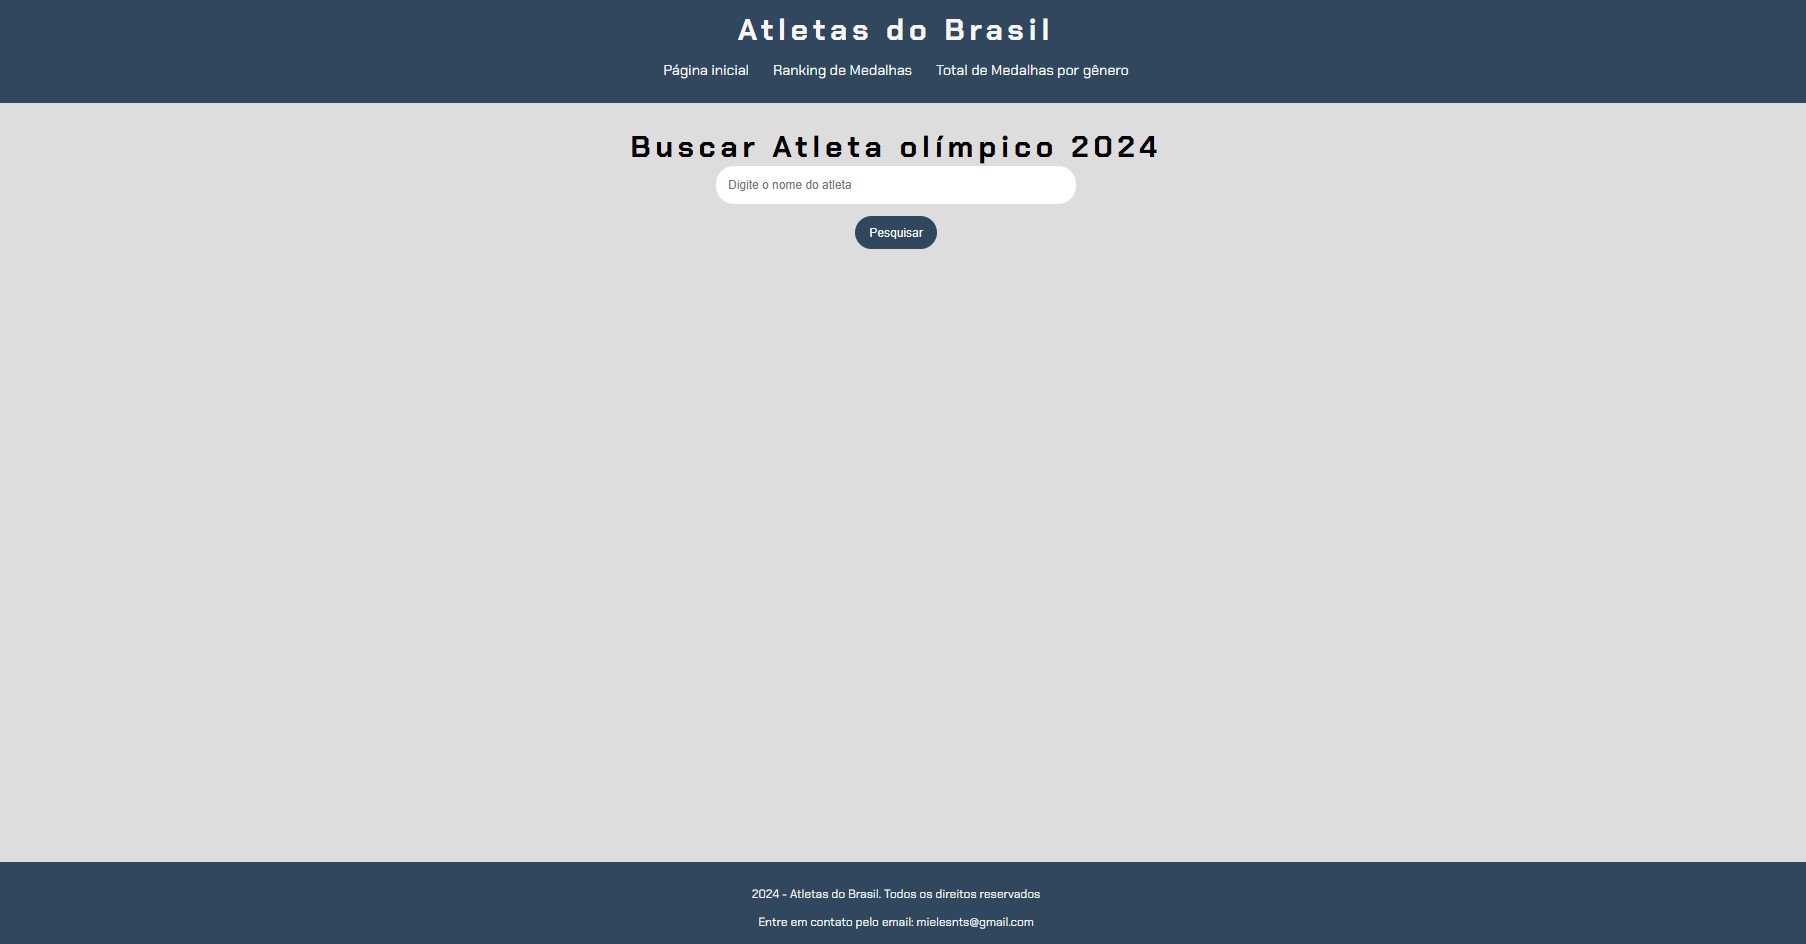 Atletas do Brasil
Página inicial Ranking de Medalhas Total de Medalhas por gênero
Buscar Atleta olímpico 2024
Digite o nome do atleta
Pesquisar
2024 - Atletas do Brasil. Todos os direitos reservados
Entre em contato pelo email: mielesnts@gmail.com